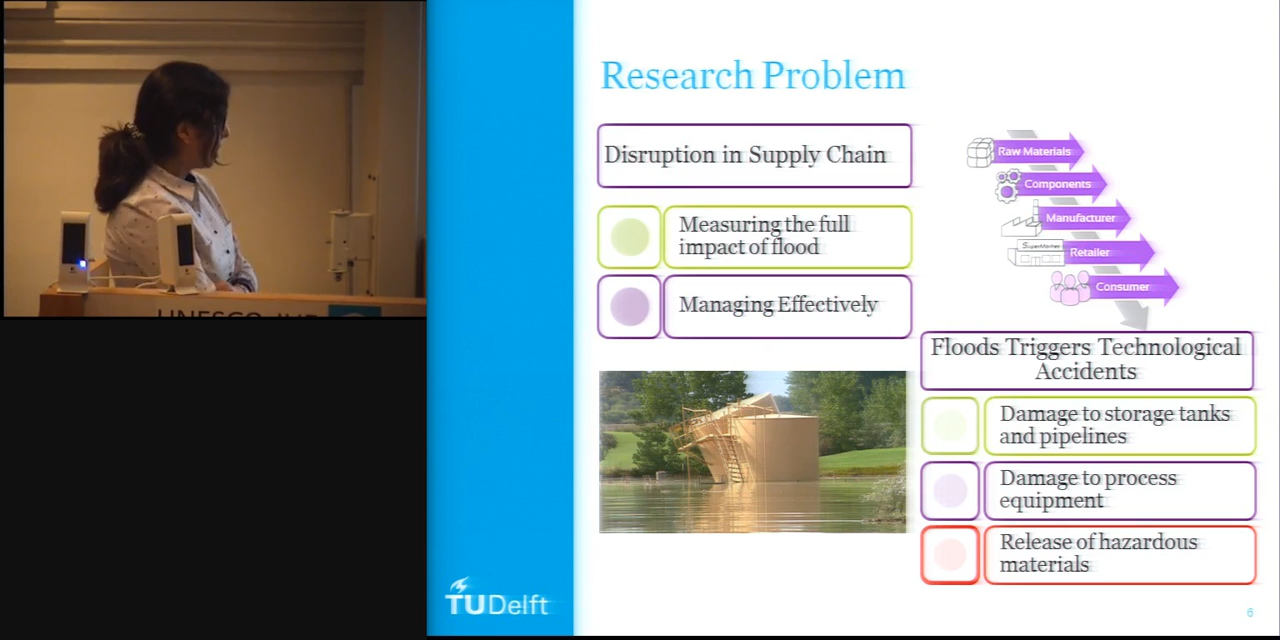 Research Problem
Disruption in Supply Chain
Measuring the full
impact of flood
Managing Effectively
Raw Materials
Components
Manufacturer
SuperMarket
Retailer
Consumer
Floods Triggers Technological
Accidents
Damage to storage tanks
and pipelines
Damage to process
equipment
Release of hazardous
materials
TUDelft
6